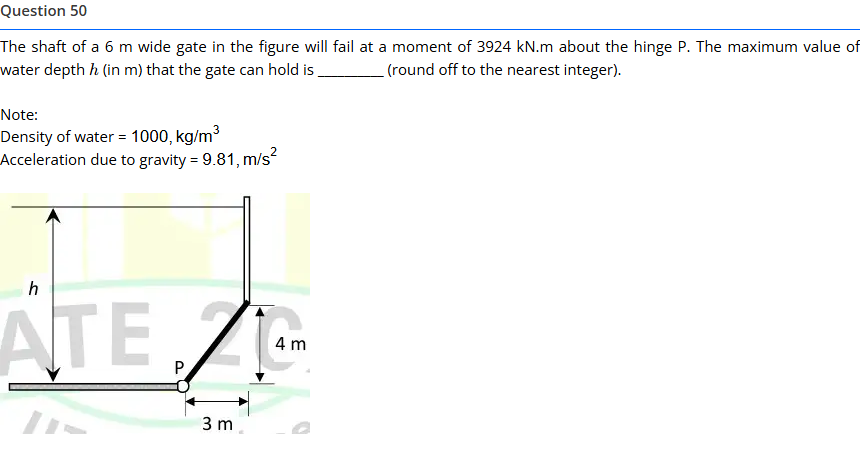 Question 50
The shaft of a 6 m wide gate in the figure will fail at a moment of 3924 kN.m about the hinge P. The maximum value of
water depth h (in m) that the gate can hold is ________ (round off to the nearest integer).
Note:
Density of water = 1000, kg/m³
Acceleration due to gravity = 9.81, m/s²
h
ATE 20
4 m
P
3 m